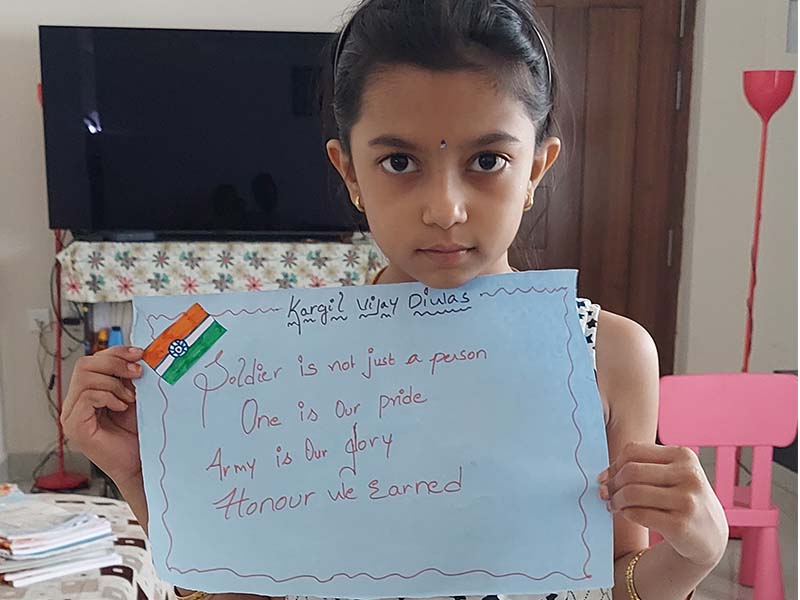 Kargil Vijay Diwas
Soldier is not just a person
One is Our pride
Army is Our glory
Honour we Earned